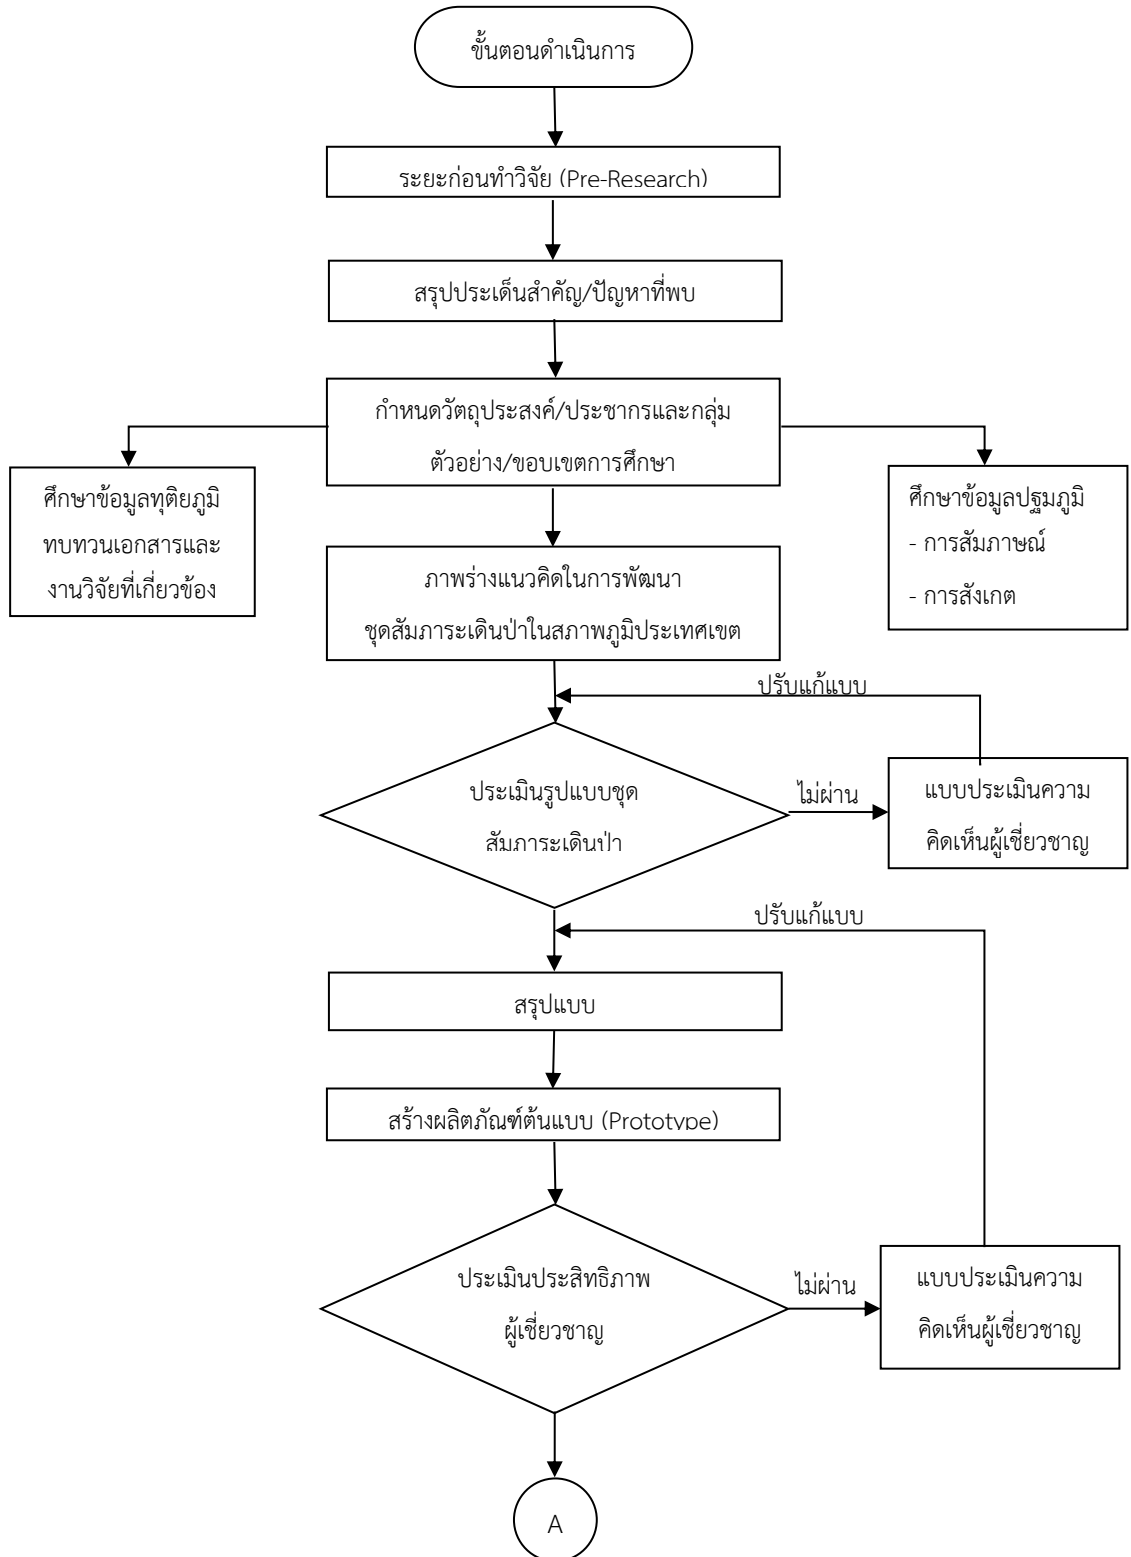 ขั้นตอนดำเนินการ
ระยะก่อนทำวิจัย (Pre-Research)
สรุปประเด็นสำคัญ/ปัญหาที่พบ
กำหนดวัตถุประสงค์/ประชากรและกลุ่ม
ตัวอย่าง/ขอบเขตการศึกษา
ศึกษาข้อมูลทุติยภูมิ
ทบทวนเอกสารและ
งานวิจัยที่เกี่ยวข้อง
ศึกษาข้อมูลปฐมภูมิ
- การสัมภาษณ์
- การสังเกต
ภาพร่างแนวคิดในการพัฒนา
ชุดสัมภาระเดินป่าในสภาพภูมิประเทศเขต
ปรับแก้แบบ
ประเมินรูปแบบชุด
สัมภาระเดินป่า
ไม่ผ่าน
แบบประเมินความ
คิดเห็นผู้เชี่ยวชาญ
ปรับแก้แบบ
สรุปแบบ
สร้างผลิตภัณฑ์ต้นแบบ (Prototype)
ประเมินประสิทธิภาพ
ผู้เชี่ยวชาญ
ไม่ผ่าน
แบบประเมินความ
คิดเห็นผู้เชี่ยวชาญ
A